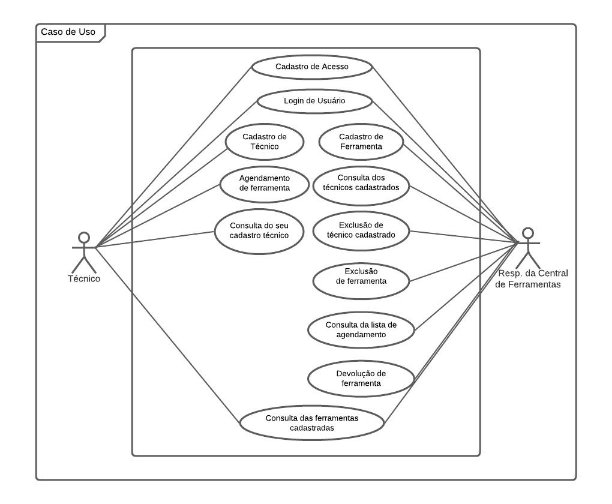 Caso de Uso
Cadastro de Acesso
Login de Usuário
Cadastro de
Técnico
Cadastro de
Ferramenta
Agendamento
de ferramenta
Consulta dos
técnicos cadastrados
Consulta do seu
cadastro técnico
Exclusão de
técnico cadastrado
Técnico
Resp. da Central
de Ferramentas
Exclusão
de ferramenta
Consulta da lista de
agendamento
Devolução de
ferramenta
Consulta das ferramentas
cadastradas